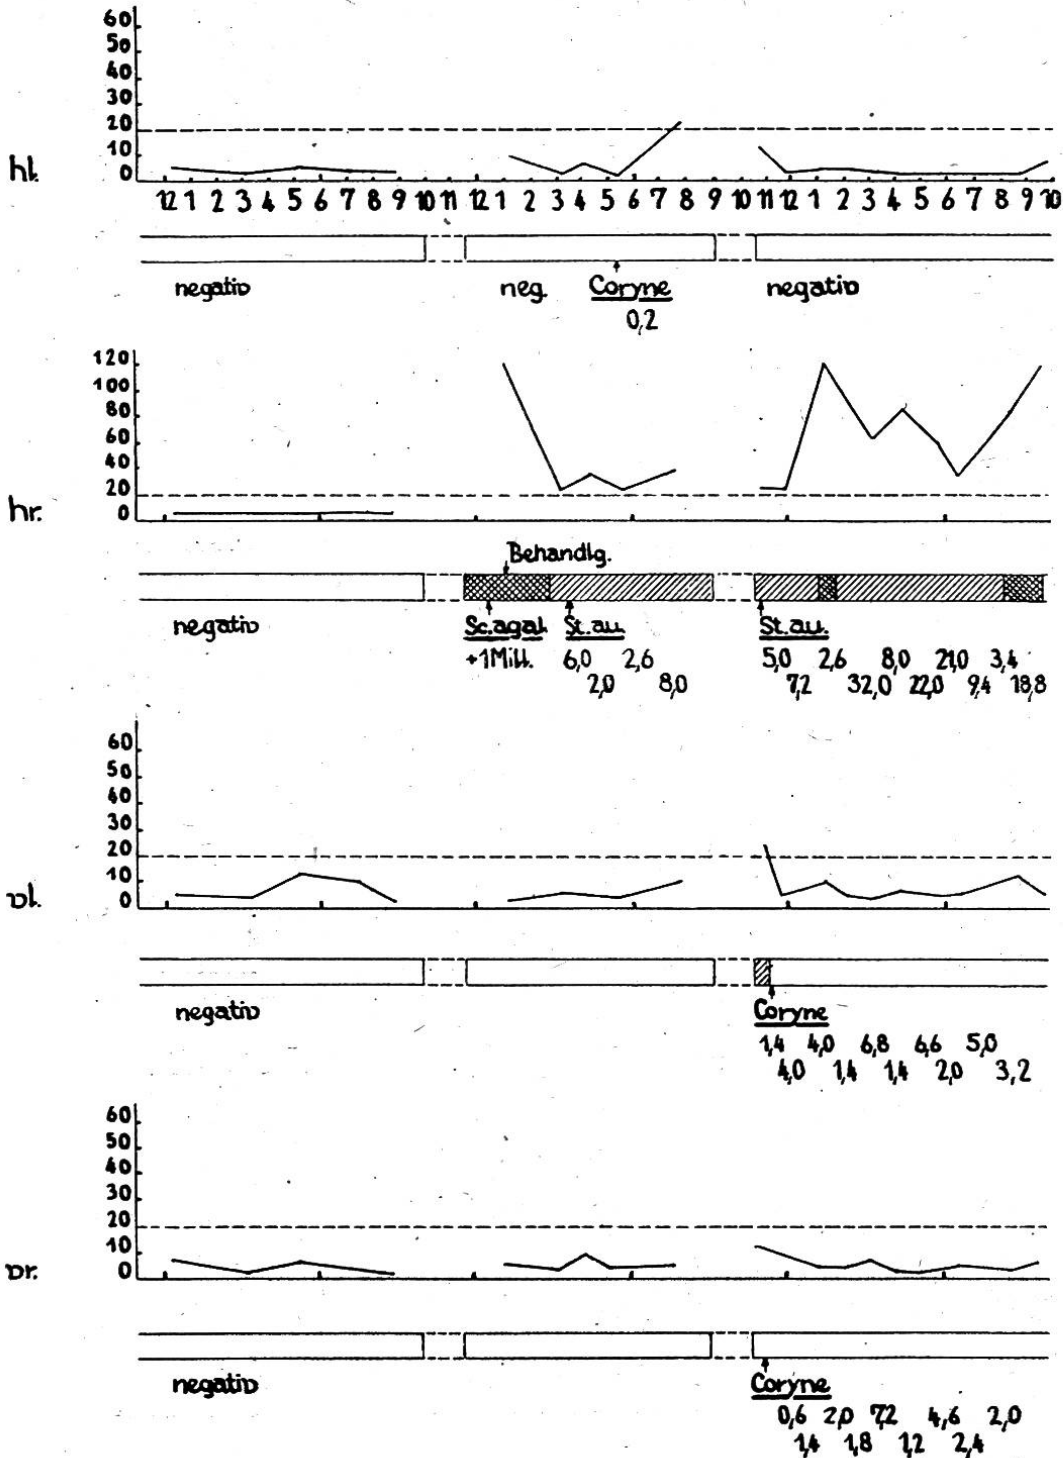 60
50
40
30
20
10
0
hl.
12 1 2 3 4 5 6 7 8 9 10 11 12 1 2 3 4 5 6 7 8 9 10 11 12 1 2 3 4 5 6 7 8 9 10
negativ neg. Coryne negativ
0,2
120
100
80
60
40
20
0
hr.
Behandlg.
negativ Sc.agal. St.au. St.au.
+1Mill. 6,0 2,6 5,0 2,6 8,0 21,0 3,4
2,0 8,0 7,2 32,0 22,0 9,4 18,8
60
50
40
30
20
10
0
vl.
negativ Coryne
1,4 4,0 6,8 6,6 5,0
4,0 1,4 1,4 2,0 3,2
60
50
40
30
20
10
0
vr.
negativ Coryne
0,6 2,0 7,2 4,6 2,0
1,4 1,8 1,2 2,4